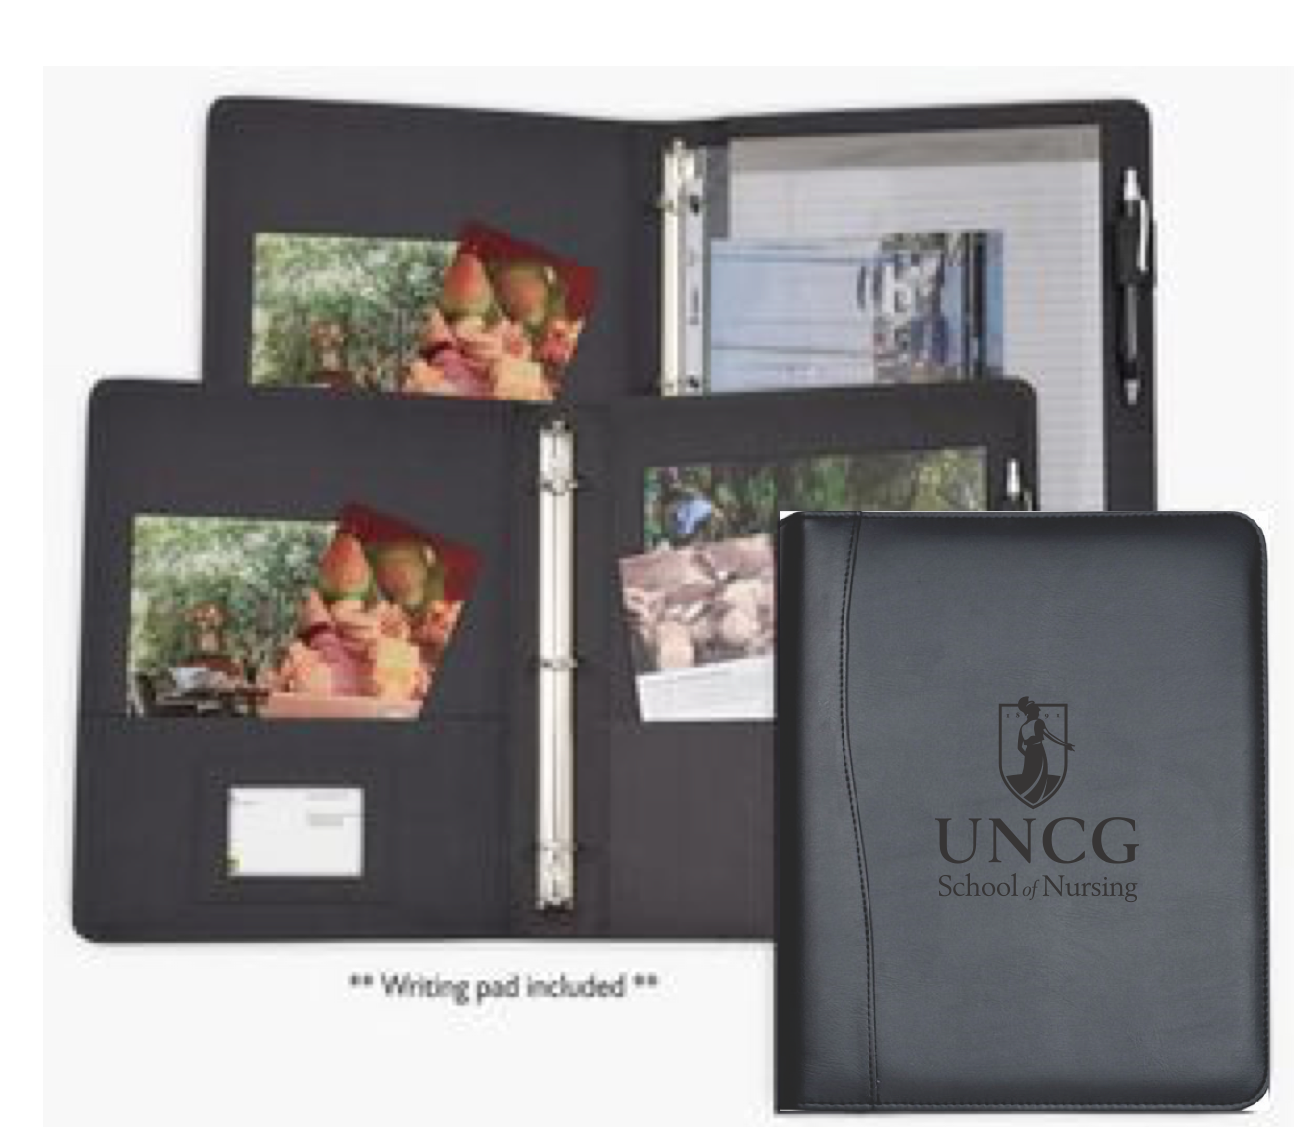 ** Writing pad included **
UNCG
School of Nursing